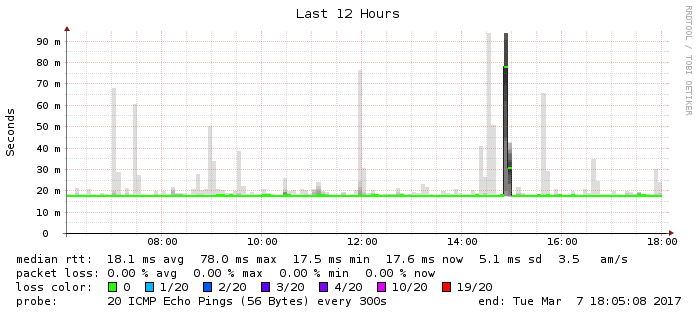 Last 12 Hours
RRDTOOL / TOBI OETIKER
Seconds
90 m
80 m
70 m
60 m
50 m
40 m
30 m
20 m
10 m
0
08:00 10:00 12:00 14:00 16:00 18:00
median rtt: 18.1 ms avg 78.0 ms max 17.5 ms min 17.6 ms now 5.1 ms sd 3.5 am/s
packet loss: 0.00 % avg 0.00 % max 0.00 % min 0.00 % now
loss color: 0 1/20 2/20 3/20 4/20 10/20 19/20
probe: 20 ICMP Echo Pings (56 Bytes) every 300s end: Tue Mar 7 18:05:08 2017